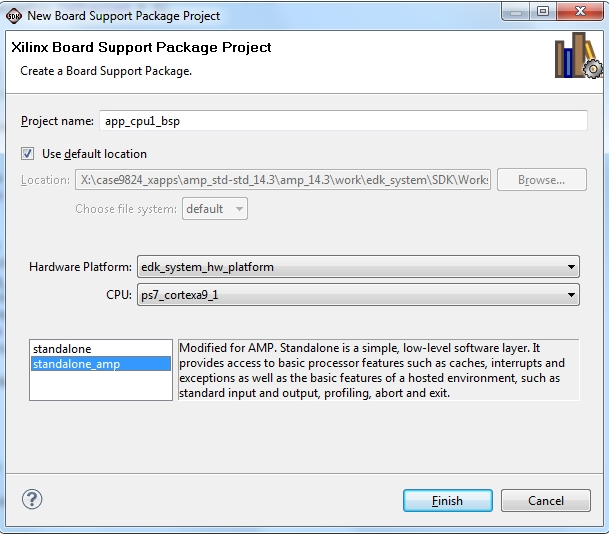 SDK New Board Support Package Project
Xilinx Board Support Package Project
Create a Board Support Package.
Project name: app_cpu1_bsp
Use default location
Location: X:\case9824_xapps\amp_std-std_14.3\amp_14.3\work\edk_system\SDK\Works Browse...
Choose file system: default
Hardware Platform: edk_system_hw_platform
CPU: ps7_cortexa9_1
standalone
standalone_amp
Modified for AMP. Standalone is a simple, low-level software layer. It
provides access to basic processor features such as caches, interrupts and
exceptions as well as the basic features of a hosted environment, such as
standard input and output, profiling, abort and exit.
? Finish Cancel